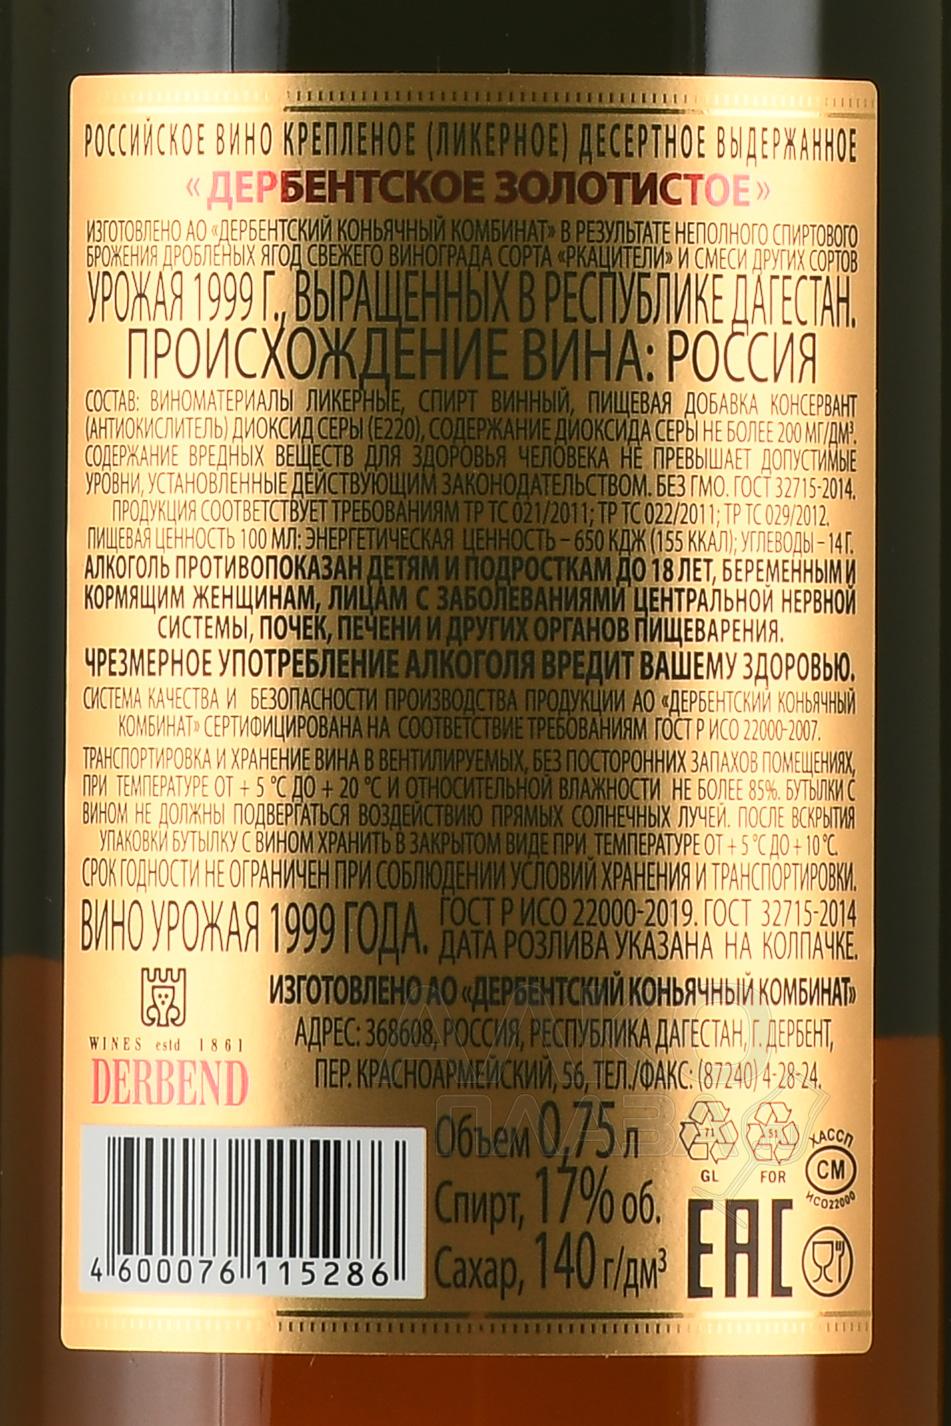 РОССИЙСКОЕ ВИНО КРЕПЛЕНОЕ (ЛИКЕРНОЕ) ДЕСЕРТНОЕ ВЫДЕРЖАННОЕ
«ДЕРБЕНТСКОЕ ЗОЛОТИСТОЕ»
ИЗГОТОВЛЕНО АО «ДЕРБЕНТСКИЙ КОНЬЯЧНЫЙ КОМБИНАТ» В РЕЗУЛЬТАТЕ НЕПОЛНОГО СПИРТОВОГО
БРОЖЕНИЯ ДРОБЛЕНЫХ ЯГОД СВЕЖЕГО ВИНОГРАДА СОРТА «РКАЦИТЕЛИ» И СМЕСИ ДРУГИХ СОРТОВ
УРОЖАЯ 1999 Г., ВЫРАЩЕННЫХ В РЕСПУБЛИКЕ ДАГЕСТАН.
ПРОИСХОЖДЕНИЕ ВИНА: РОССИЯ
СОСТАВ: ВИНОМАТЕРИАЛЫ ЛИКЕРНЫЕ, СПИРТ ВИННЫЙ, ПИЩЕВАЯ ДОБАВКА КОНСЕРВАНТ
(АНТИОКИСЛИТЕЛЬ) ДИОКСИД СЕРЫ (Е220), СОДЕРЖАНИЕ ДИОКСИДА СЕРЫ НЕ БОЛЕЕ 200 МГ/ДМ³.
СОДЕРЖАНИЕ ВРЕДНЫХ ВЕЩЕСТВ ДЛЯ ЗДОРОВЬЯ ЧЕЛОВЕКА НЕ ПРЕВЫШАЕТ ДОПУСТИМЫЕ
УРОВНИ, УСТАНОВЛЕННЫЕ ДЕЙСТВУЮЩИМ ЗАКОНОДАТЕЛЬСТВОМ. БЕЗ ГМО. ГОСТ 32715-2014.
ПРОДУКЦИЯ СООТВЕТСТВУЕТ ТРЕБОВАНИЯМ ТР ТС 021/2011; ТР ТС 022/2011; ТР ТС 029/2012.
ПИЩЕВАЯ ЦЕННОСТЬ 100 МЛ: ЭНЕРГЕТИЧЕСКАЯ ЦЕННОСТЬ – 650 КДЖ (155 ККАЛ); УГЛЕВОДЫ – 14 Г.
АЛКОГОЛЬ ПРОТИВОПОКАЗАН ДЕТЯМ И ПОДРОСТКАМ ДО 18 ЛЕТ, БЕРЕМЕННЫМ И
КОРМЯЩИМ ЖЕНЩИНАМ, ЛИЦАМ С ЗАБОЛЕВАНИЯМИ ЦЕНТРАЛЬНОЙ НЕРВНОЙ
СИСТЕМЫ, ПОЧЕК, ПЕЧЕНИ И ДРУГИХ ОРГАНОВ ПИЩЕВАРЕНИЯ.
ЧРЕЗМЕРНОЕ УПОТРЕБЛЕНИЕ АЛКОГОЛЯ ВРЕДИТ ВАШЕМУ ЗДОРОВЬЮ.
СИСТЕМА КАЧЕСТВА И БЕЗОПАСНОСТИ ПРОИЗВОДСТВА ПРОДУКЦИИ АО «ДЕРБЕНТСКИЙ КОНЬЯЧНЫЙ
КОМБИНАТ» СЕРТИФИЦИРОВАНА НА СООТВЕТСТВИЕ ТРЕБОВАНИЯМ ГОСТ Р ИСО 22000-2007.
ТРАНСПОРТИРОВКА И ХРАНЕНИЕ ВИНА В ВЕНТИЛИРУЕМЫХ, БЕЗ ПОСТОРОННИХ ЗАПАХОВ ПОМЕЩЕНИЯХ,
ПРИ ТЕМПЕРАТУРЕ ОТ + 5 °С ДО + 20 °С И ОТНОСИТЕЛЬНОЙ ВЛАЖНОСТИ НЕ БОЛЕЕ 85%. БУТЫЛКИ С
ВИНОМ НЕ ДОЛЖНЫ ПОДВЕРГАТЬСЯ ВОЗДЕЙСТВИЮ ПРЯМЫХ СОЛНЕЧНЫХ ЛУЧЕЙ. ПОСЛЕ ВСКРЫТИЯ
УПАКОВКИ БУТЫЛКУ С ВИНОМ ХРАНИТЬ В ЗАКРЫТОМ ВИДЕ ПРИ ТЕМПЕРАТУРЕ ОТ + 5 °С ДО + 10 °С.
СРОК ГОДНОСТИ НЕ ОГРАНИЧЕН ПРИ СОБЛЮДЕНИИ УСЛОВИЙ ХРАНЕНИЯ И ТРАНСПОРТИРОВКИ.
ВИНО УРОЖАЯ 1999 ГОДА. ГОСТ Р ИСО 22000-2019. ГОСТ 32715-2014
ДАТА РОЗЛИВА УКАЗАНА НА КОЛПАЧКЕ.
ИЗГОТОВЛЕНО АО «ДЕРБЕНТСКИЙ КОНЬЯЧНЫЙ КОМБИНАТ»
АДРЕС: 368608, РОССИЯ, РЕСПУБЛИКА ДАГЕСТАН, Г. ДЕРБЕНТ,
ПЕР. КРАСНОАРМЕЙСКИЙ, 56, ТЕЛ./ФАКС: (87240) 4-28-24.
WINES estd 1861
DERBEND
Объем 0,75 л
Спирт, 17% об.
Сахар, 140 г/дм³
71
GL
51
FOR
ХАССП
СМ
ИСО22000
EAC
4 600076 115286
АЛКО
ПЛАВА